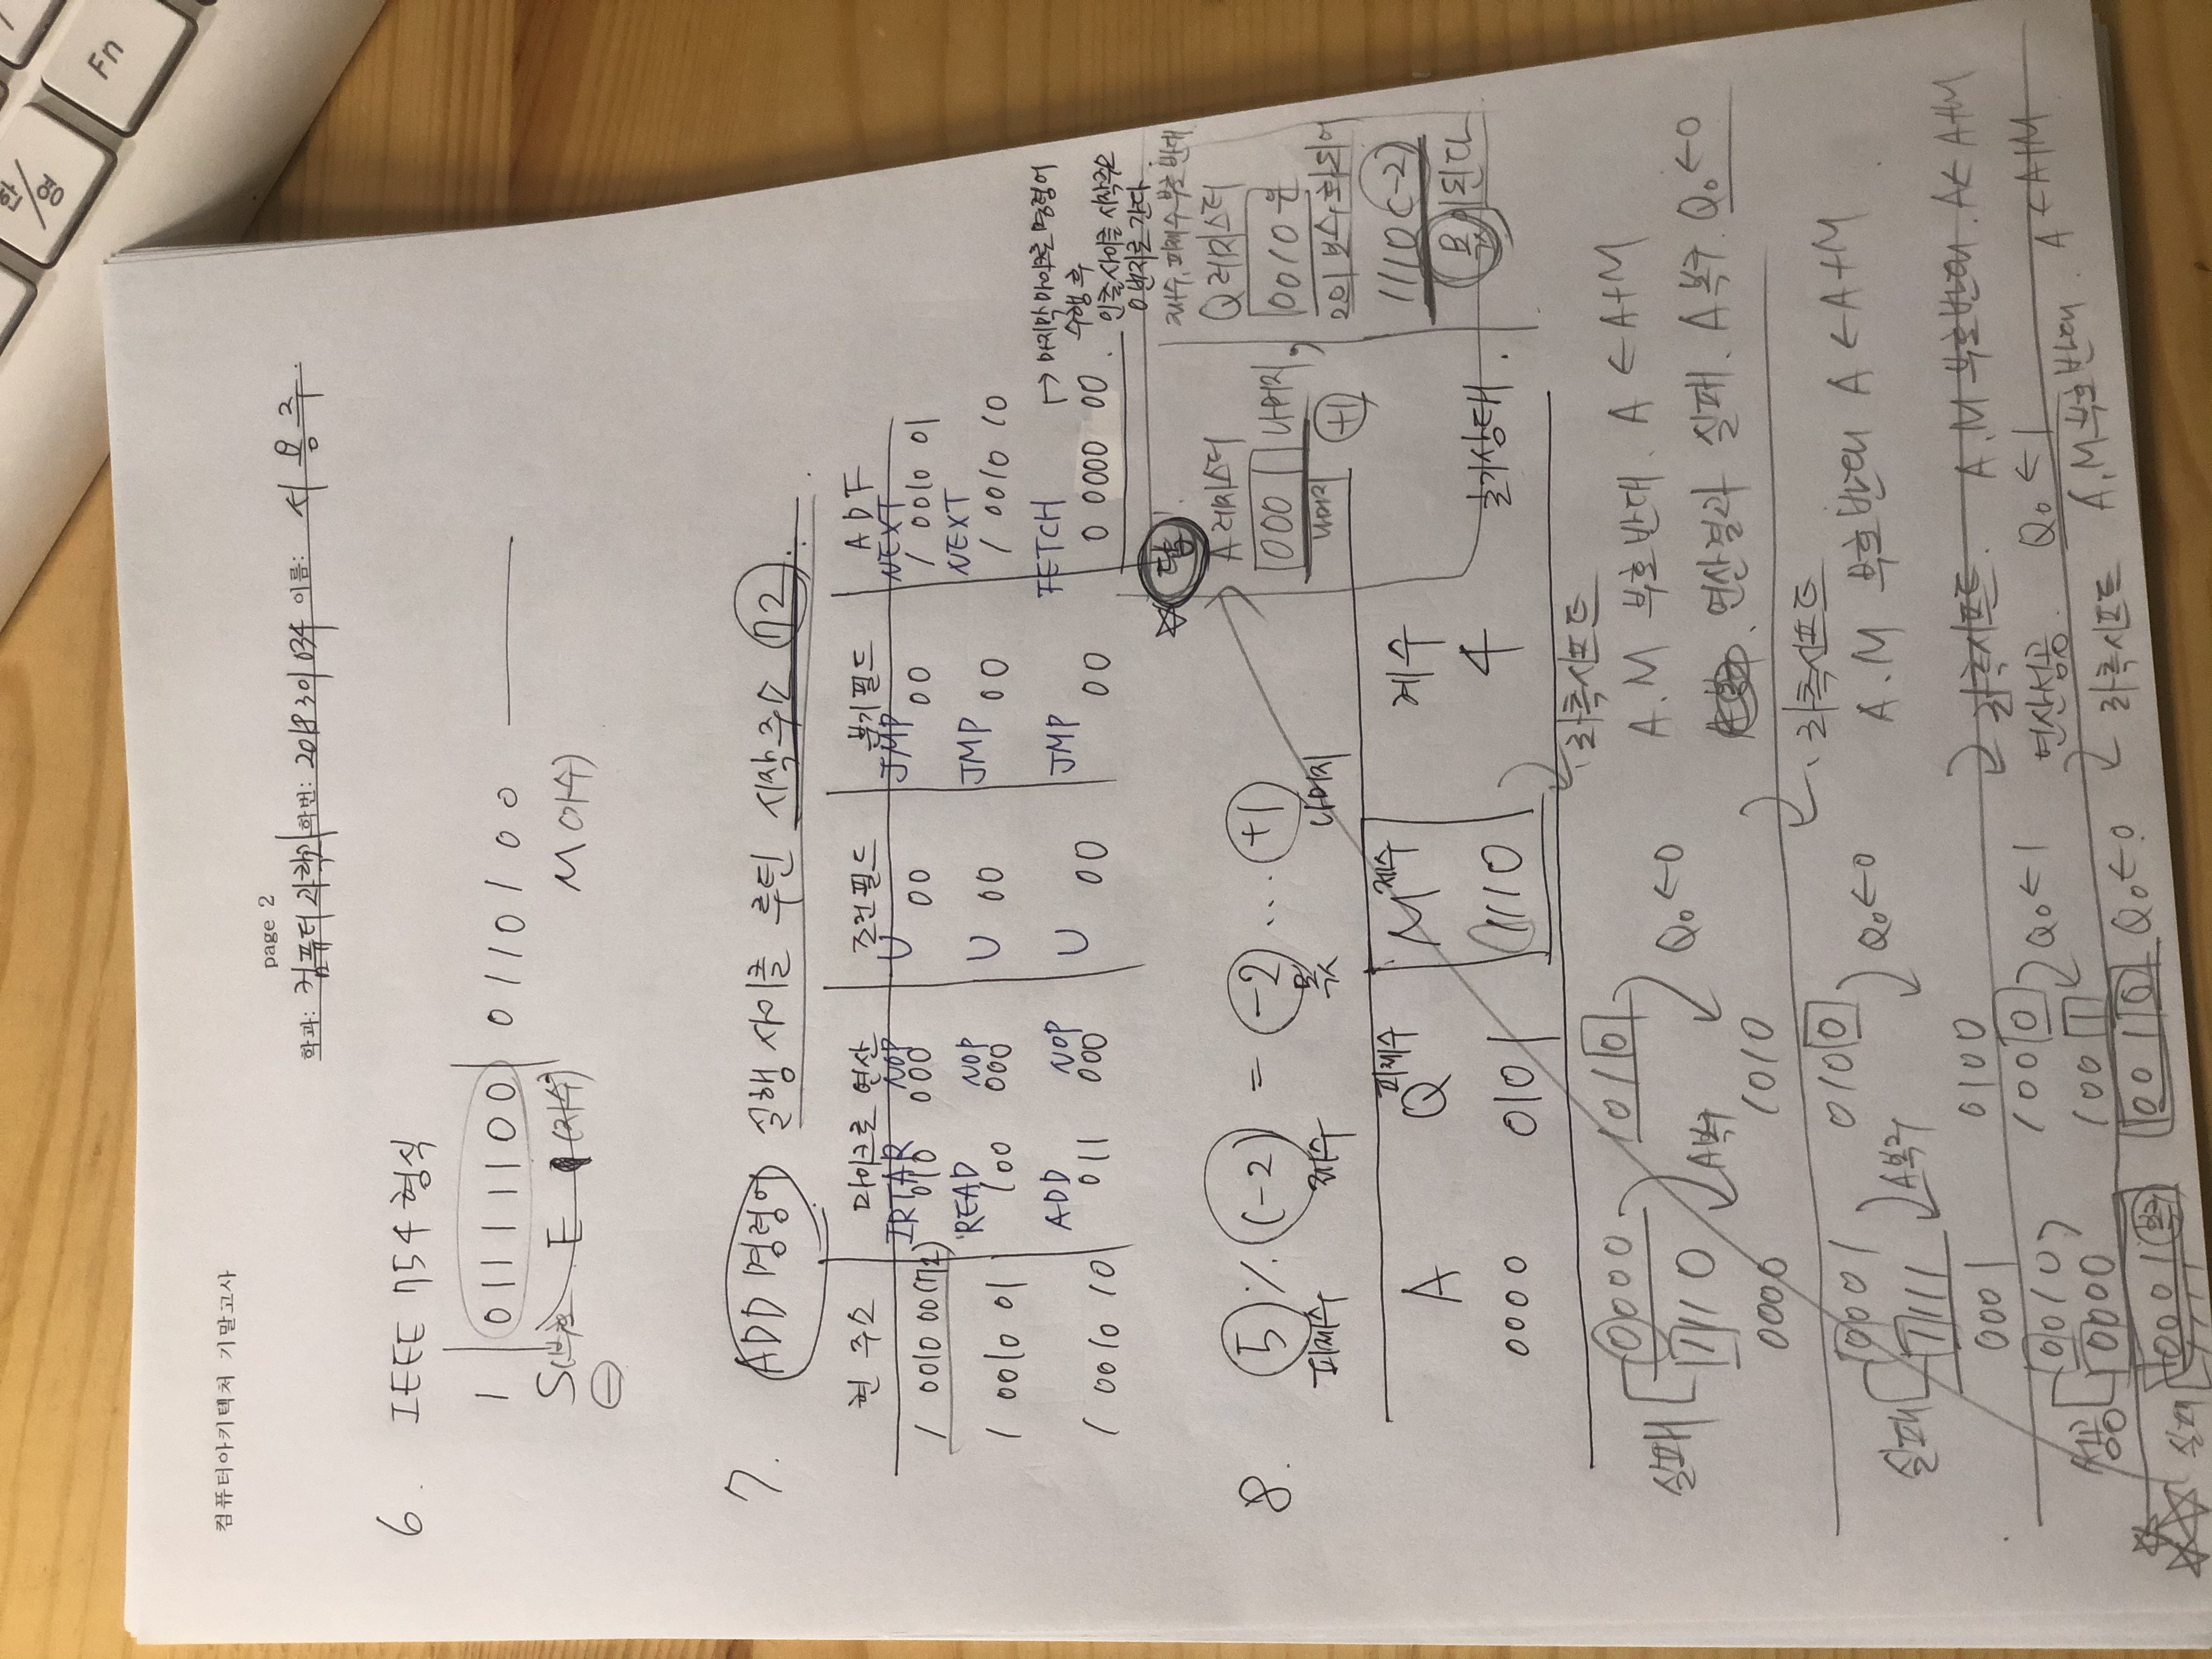 한/영
Fn
컴퓨터아키텍처 기말고사
page 2
학과: 컴퓨터과학과 학번: 2019301034 이름: 서용주.
6. IEEE 754 형식
1 01111100 0110100
S(부호) E (지수) M(가수)
⊖
7. ADD 명령어 실행 사이클 루틴 시작주소 72.
현 주소 마이크로 연산 조건필드 분기필드 ADF
IRTAR NOP U JMP NEXT
1 0010 00(72) 010 000 00 00 1 0010 01
READ NOP U JMP NEXT
1 0010 01 100 000 00 00 1 0010 10
ADD NOP U JMP FETCH
1 0010 10 011 000 00 00 0 0000 00.
→ 마지막 마이크로 명령어
수행 후
인출사이클 시작주소
0번지로 간다.
☆ 답!
A 레지스터
0001 나머지,
나머지 +1
제수, 피제수 부호 반대
Q 레지스터
0010은
2의 보수화되어
1110 (-2)
몫이된다
8. 5 ÷ (-2) = -2 ... +1
피제수 제수 몫 나머지
A Q피제수 M제수 계수
0000 0101 1110 4 초기상태.
좌측시프트
실패 0000 1010 A.M 부호반대. A ← A+M
1110 A복구 Q₀←0
연산결과 실패. A복구 Q₀←0
0000 1010
좌측시프트
0001 0100 A.M 부호반대 A ← A+M
실패 1111 A복구 Q₀←0
0001 0100
좌측시프트. A.M 부호반대. A← A+M
0010 1000 Q₀←1 연산성공. Q₀←1
성공 0000 1001
좌측시프트 A.M 부호반대. A ← A+M
실패 0001 복구 0010 Q₀←0